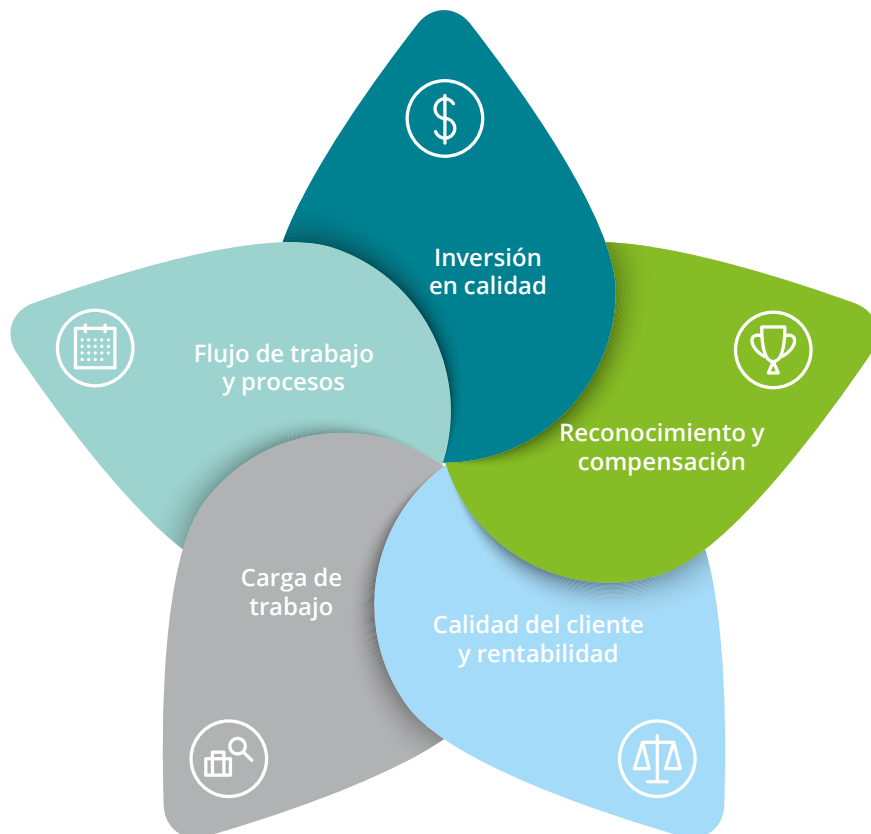 Inversión
en calidad
Flujo de trabajo
y procesos
Reconocimiento y
compensación
Carga de
trabajo
Calidad del cliente
y rentabilidad